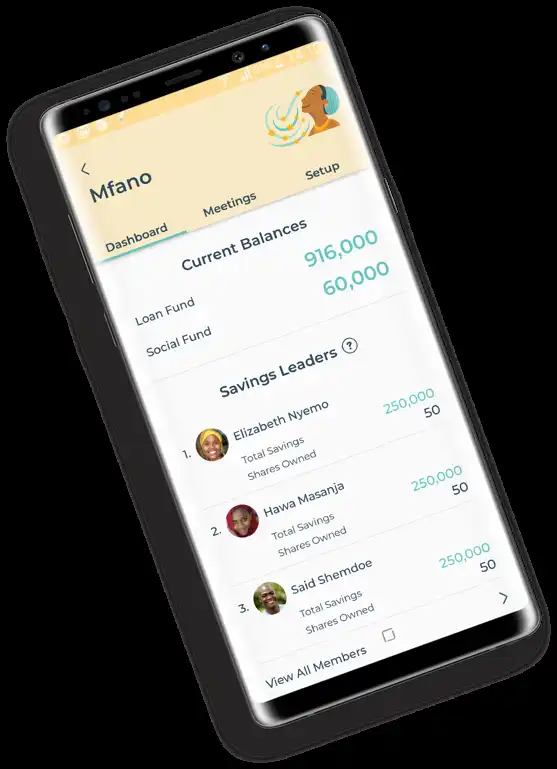 Mfano
Dashboard Meetings Setup
Current Balances
Loan Fund 916,000
Social Fund 60,000
Savings Leaders ?
1. Elizabeth Nyemo
Total Savings 250,000
Shares Owned 50
2. Hawa Masanja
Total Savings 250,000
Shares Owned 50
3. Said Shemdoe
Total Savings 250,000
Shares Owned 50
View All Members